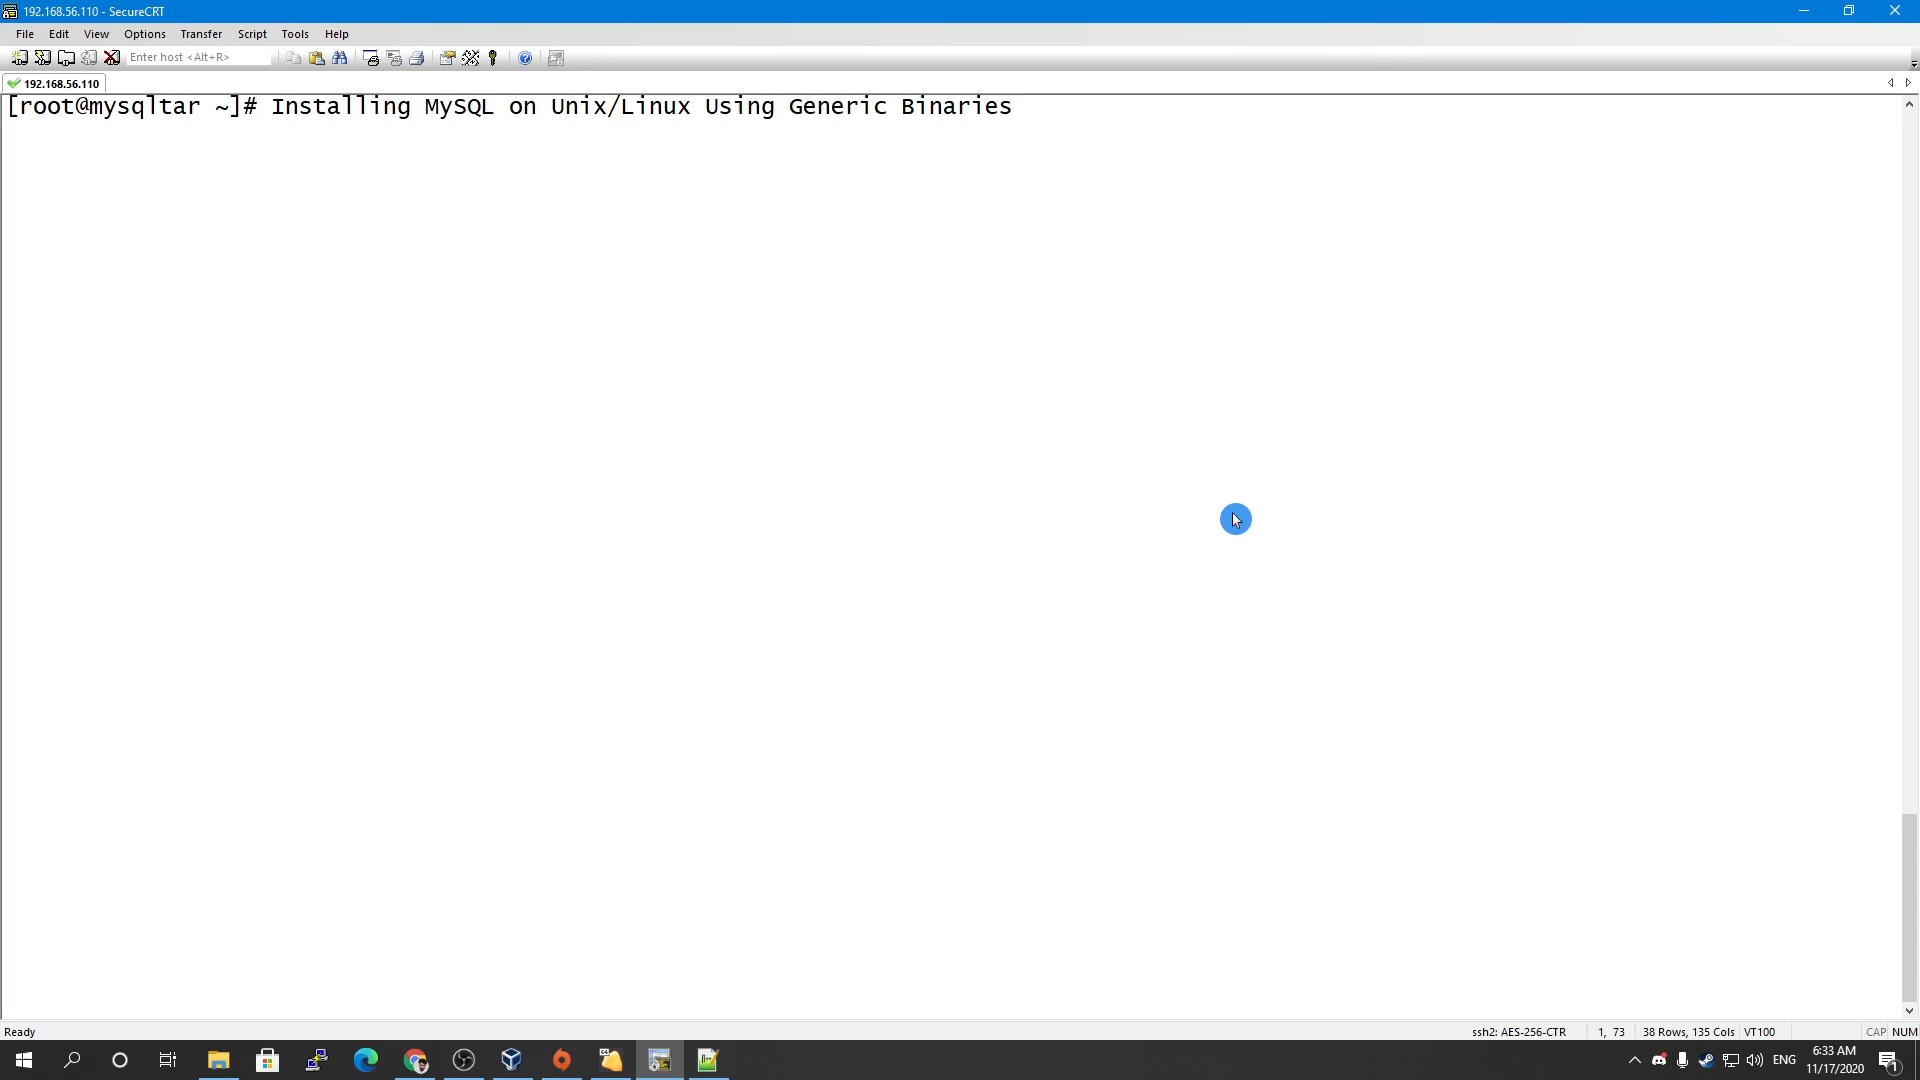 192.168.56.110 - SecureCRT
File Edit View Options Transfer Script Tools Help
Enter host <Alt+R>
192.168.56.110
[root@mysqltar ~]# Installing MySQL on Unix/Linux Using Generic Binaries
Ready ssh2: AES-256-CTR 1, 73 38 Rows, 135 Cols VT100 CAP NUM
ENG 6:33 AM
11/17/2020 1